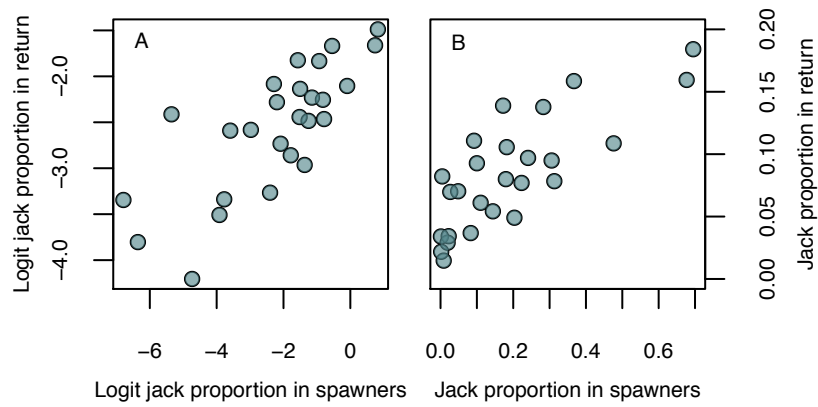 A
B
Logit jack proportion in return
−2.0
−3.0
−4.0
−6
−4
−2
0
Logit jack proportion in spawners
0.0
0.2
0.4
0.6
Jack proportion in spawners
0.20
0.15
0.10
0.05
0.00
Jack proportion in return